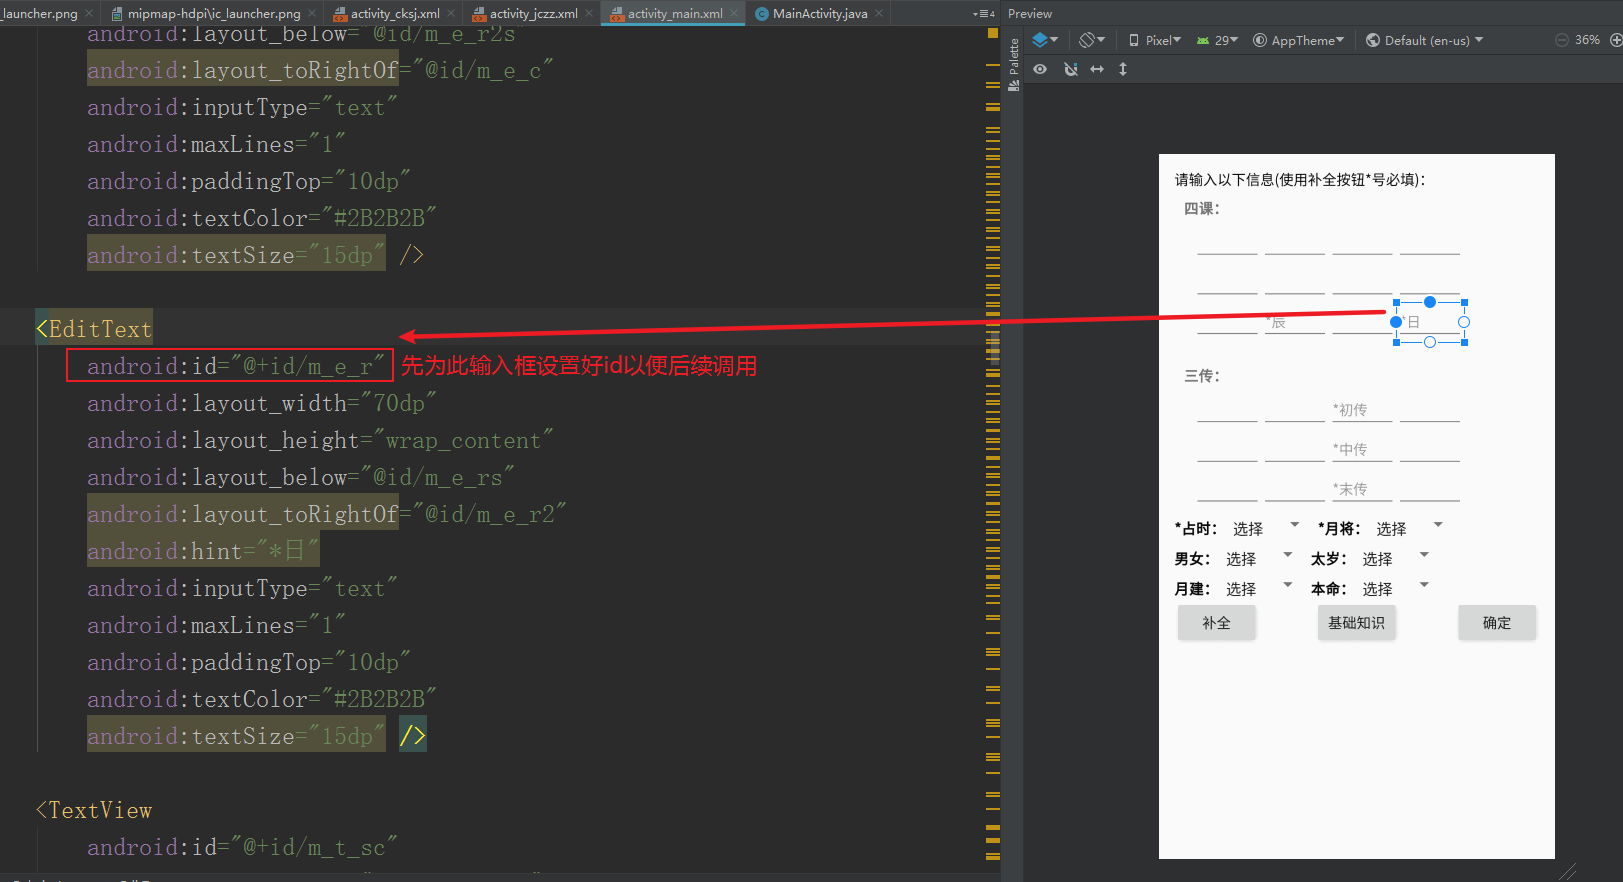 _launcher.png
mipmap-hdpi\ic_launcher.png
activity_cksj.xml
activity_jczz.xml
activity_main.xml
MainActivity.java
4
Preview
android:layout_below="@id/m_e_r2s"
android:layout_toRightOf="@id/m_e_c"
android:inputType="text"
android:maxLines="1"
android:paddingTop="10dp"
android:textColor="#2B2B2B"
android:textSize="15dp" />
<EditText
android:id="@+id/m_e_r"
先为此输入框设置好id以便后续调用
android:layout_width="70dp"
android:layout_height="wrap_content"
android:layout_below="@id/m_e_rs"
android:layout_toRightOf="@id/m_e_r2"
android:hint="*日"
android:inputType="text"
android:maxLines="1"
android:paddingTop="10dp"
android:textColor="#2B2B2B"
android:textSize="15dp" />
<TextView
android:id="@+id/m_t_sc"
Palette
Pixel
29
AppTheme
Default (en-us)
36%
请输入以下信息(使用补全按钮*号必填):
四课:
*辰
*日
三传:
*初传
*中传
*末传
*占时: 选择 *月将: 选择
男女: 选择 太岁: 选择
月建: 选择 本命: 选择
补全 基础知识 确定